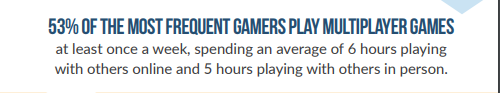 53% OF THE MOST FREQUENT GAMERS PLAY MULTIPLAYER GAMES
at least once a week, spending an average of 6 hours playing
with others online and 5 hours playing with others in person.